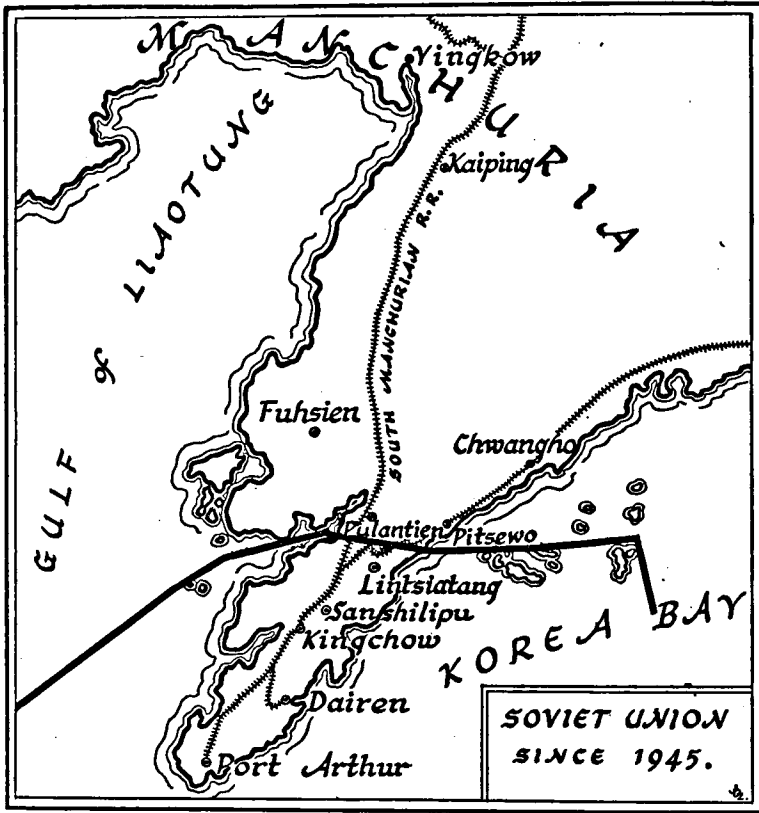 MANCHURIA
Yingkow
Kaiping
GULF of LIAOTUNG
SOUTH MANCHURIAN R.R.
Fuhsien
Chwangho
Pulantien
Pitsewo
Lintsiatang
Sanshilipu
Kingchow
KOREA BAY
Dairen
Port Arthur
SOVIET UNION
SINCE 1945.